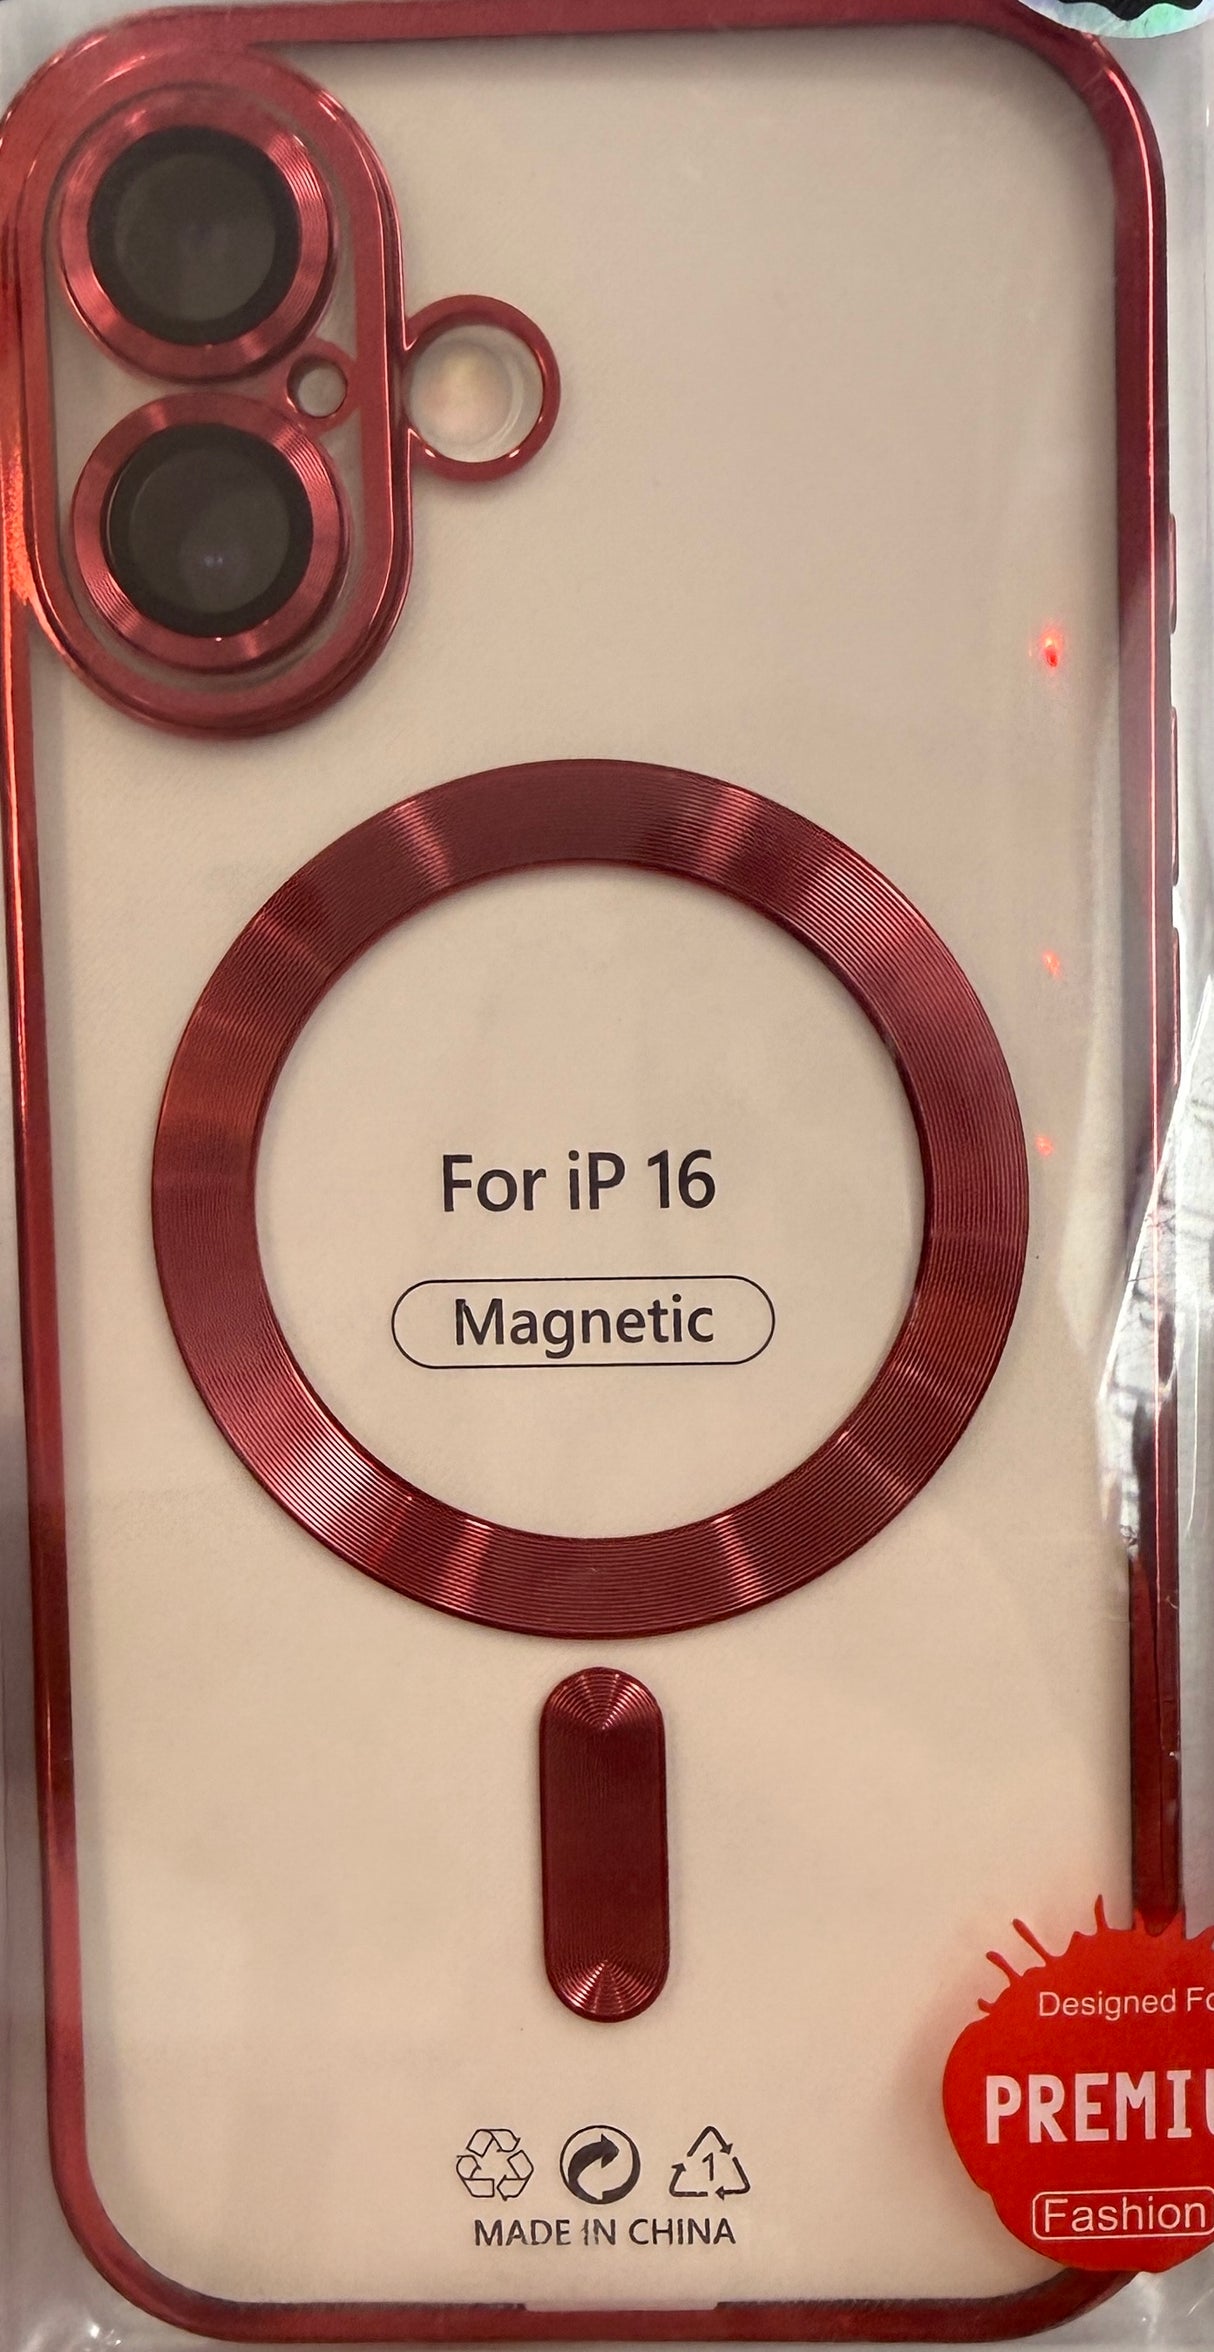 For iP 16
Magnetic
Designed Fo
PREMIU
Fashion
1
MADE IN CHINA